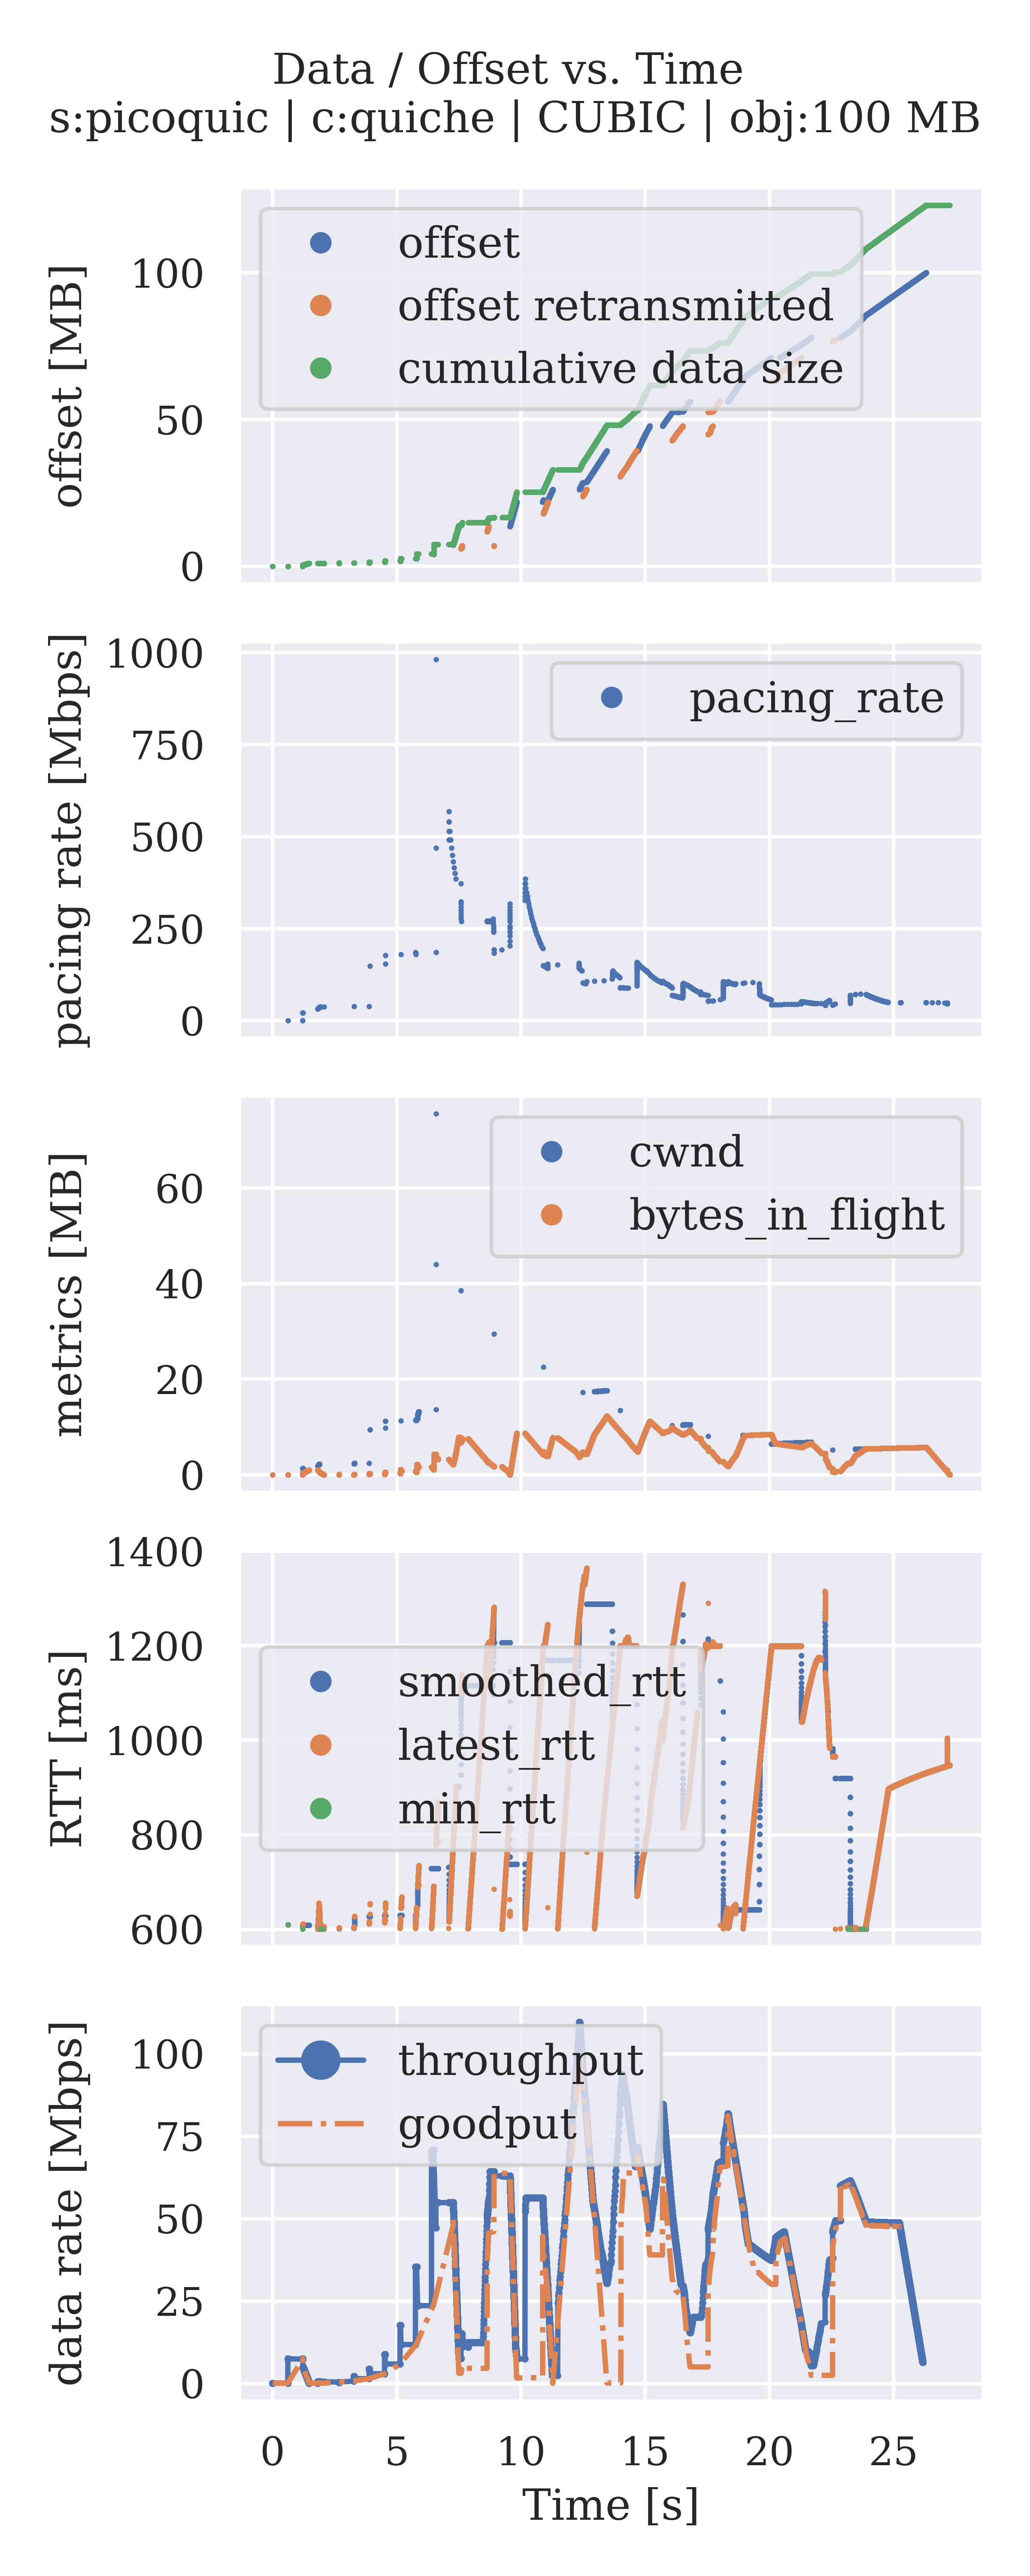 Data / Offset vs. Time
s:picoquic | c:quiche | CUBIC | obj:100 MB
offset [MB]
100
50
0
offset
offset retransmitted
cumulative data size
pacing rate [Mbps]
1000
750
500
250
0
pacing_rate
metrics [MB]
60
40
20
0
cwnd
bytes_in_flight
RTT [ms]
1400
1200
1000
800
600
smoothed_rtt
latest_rtt
min_rtt
data rate [Mbps]
100
75
50
25
0
throughput
goodput
0 5 10 15 20 25
Time [s]